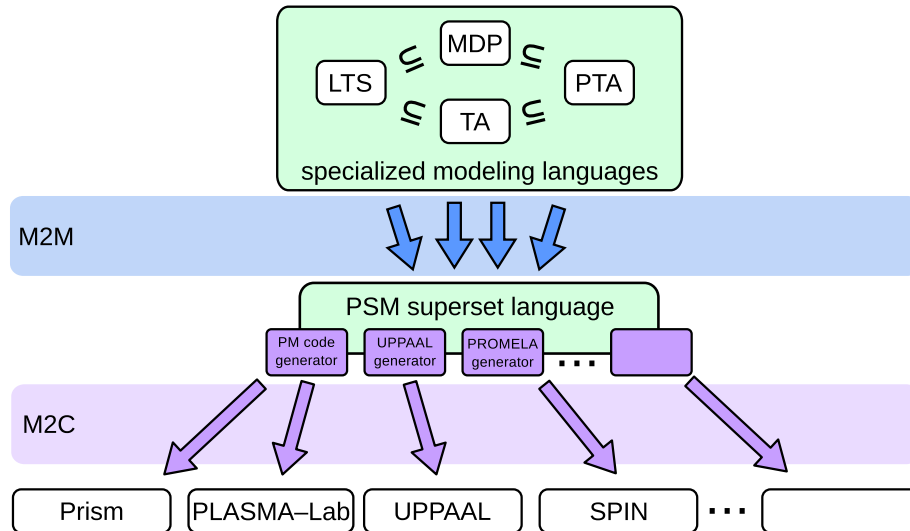 MDP
⊆ ⊆
LTS
PTA
⊆ ⊆
TA
specialized modeling languages
M2M
PSM superset language
PM code
generator
UPPAAL
generator
PROMELA
generator
...
M2C
Prism
PLASMA–Lab
UPPAAL
SPIN
...